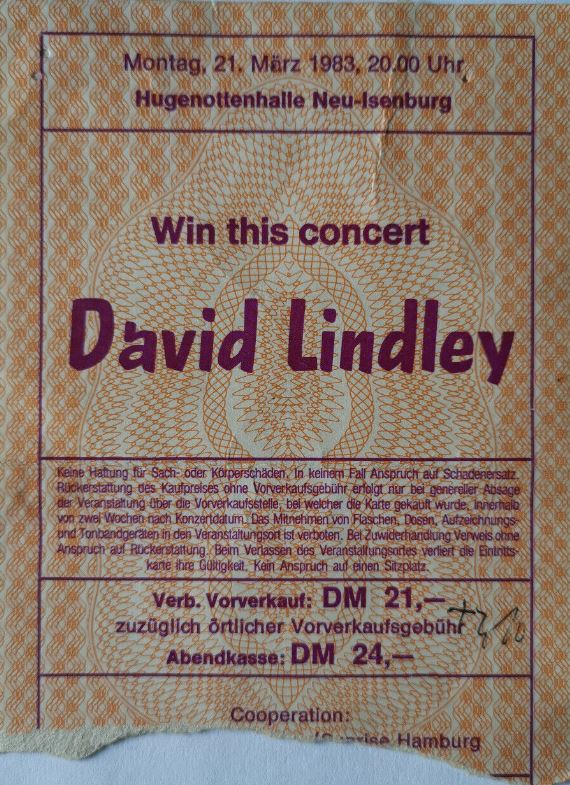 Montag, 21. März 1983, 20.00 Uhr
Hugenottenhalle Neu-Isenburg
Win this concert
David Lindley
Keine Haftung für Sach- oder Körperschäden. In keinem Fall Anspruch auf Schadenersatz.
Rückerstattung des Kaufpreises ohne Vorverkaufsgebühr erfolgt nur bei genereller Absage
der Veranstaltung über die Vorverkaufsstelle, bei welcher die Karte gekauft wurde, innerhalb
von zwei Wochen nach Konzertdatum. Das Mitnehmen von Flaschen, Dosen, Aufzeichnungs-
und Tonbandgeräten in den Veranstaltungsort ist verboten. Bei Zuwiderhandlung Verweis ohne
Anspruch auf Rückerstattung. Beim Verlassen des Veranstaltungsortes verliert die Eintritts-
karte ihre Gültigkeit. Kein Anspruch auf einen Sitzplatz.
Verb. Vorverkauf: DM 21,—
zuzüglich örtlicher Vorverkaufsgebühr
Abendkasse: DM 24,—
Cooperation:
Hamburg